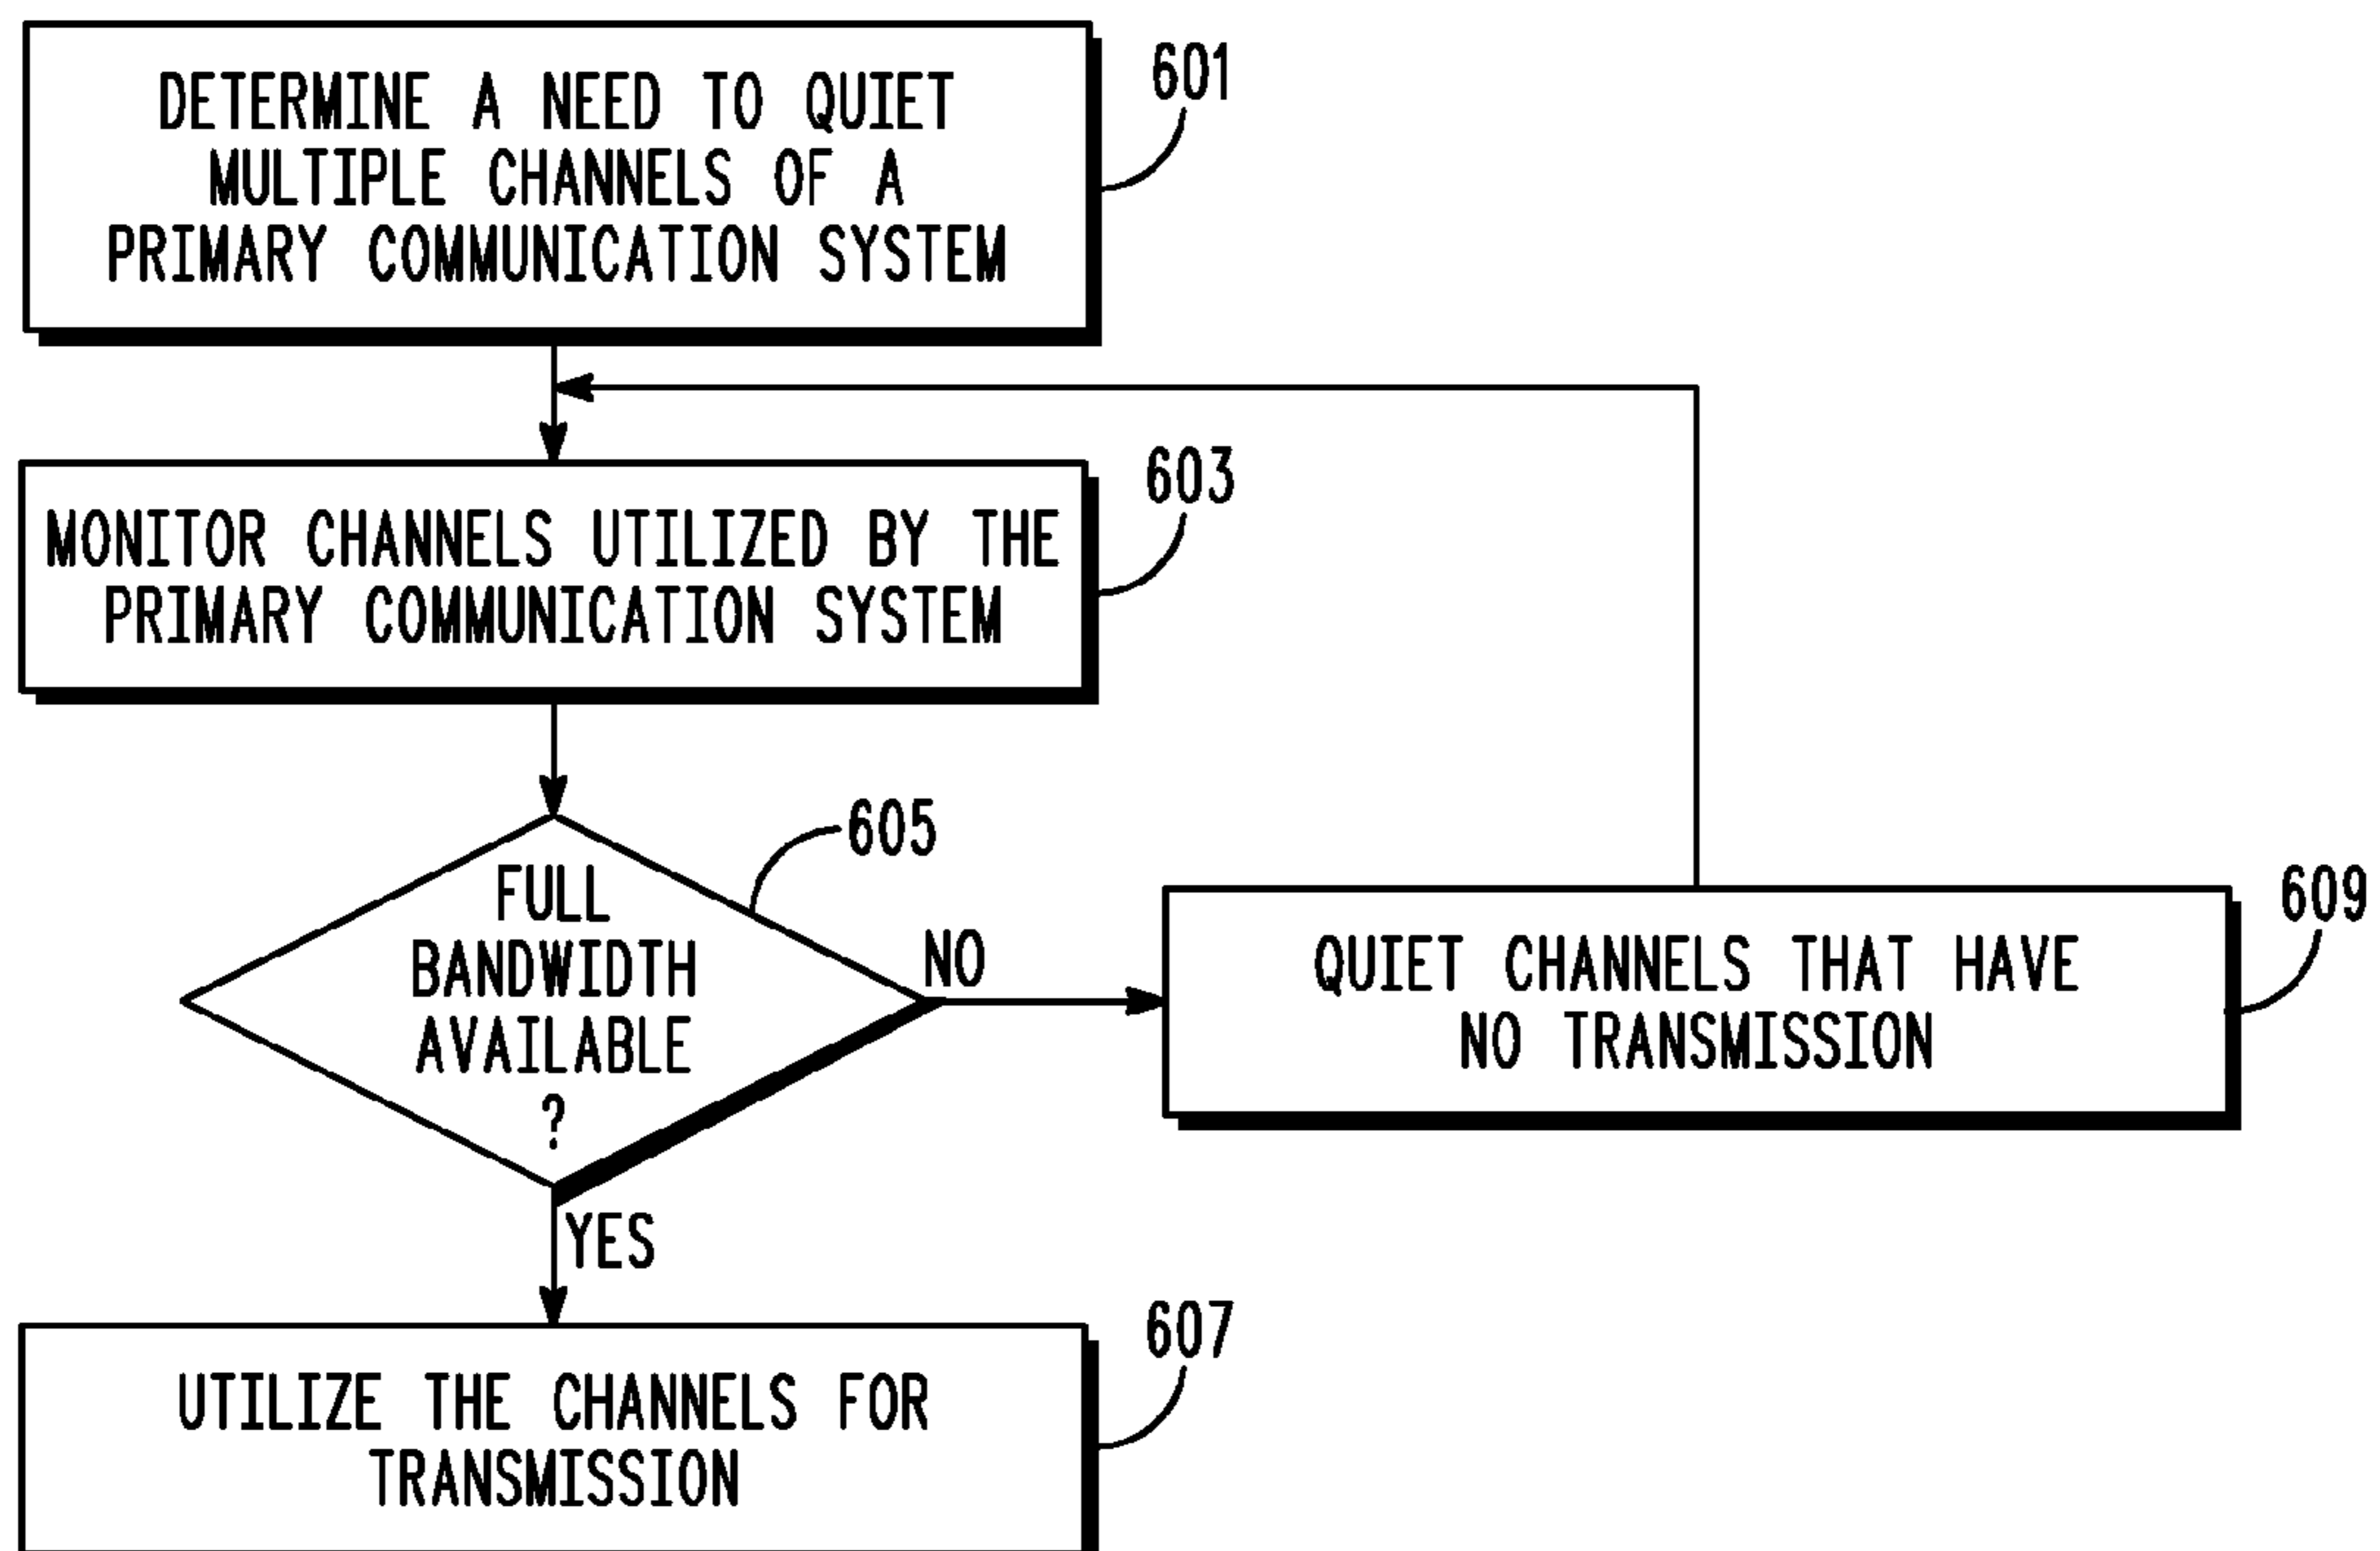 DETERMINE A NEED TO QUIET
MULTIPLE CHANNELS OF A
PRIMARY COMMUNICATION SYSTEM
601
MONITOR CHANNELS UTILIZED BY THE
PRIMARY COMMUNICATION SYSTEM
603
FULL
BANDWIDTH
AVAILABLE
?
605
NO
QUIET CHANNELS THAT HAVE
NO TRANSMISSION
609
YES
UTILIZE THE CHANNELS FOR
TRANSMISSION
607